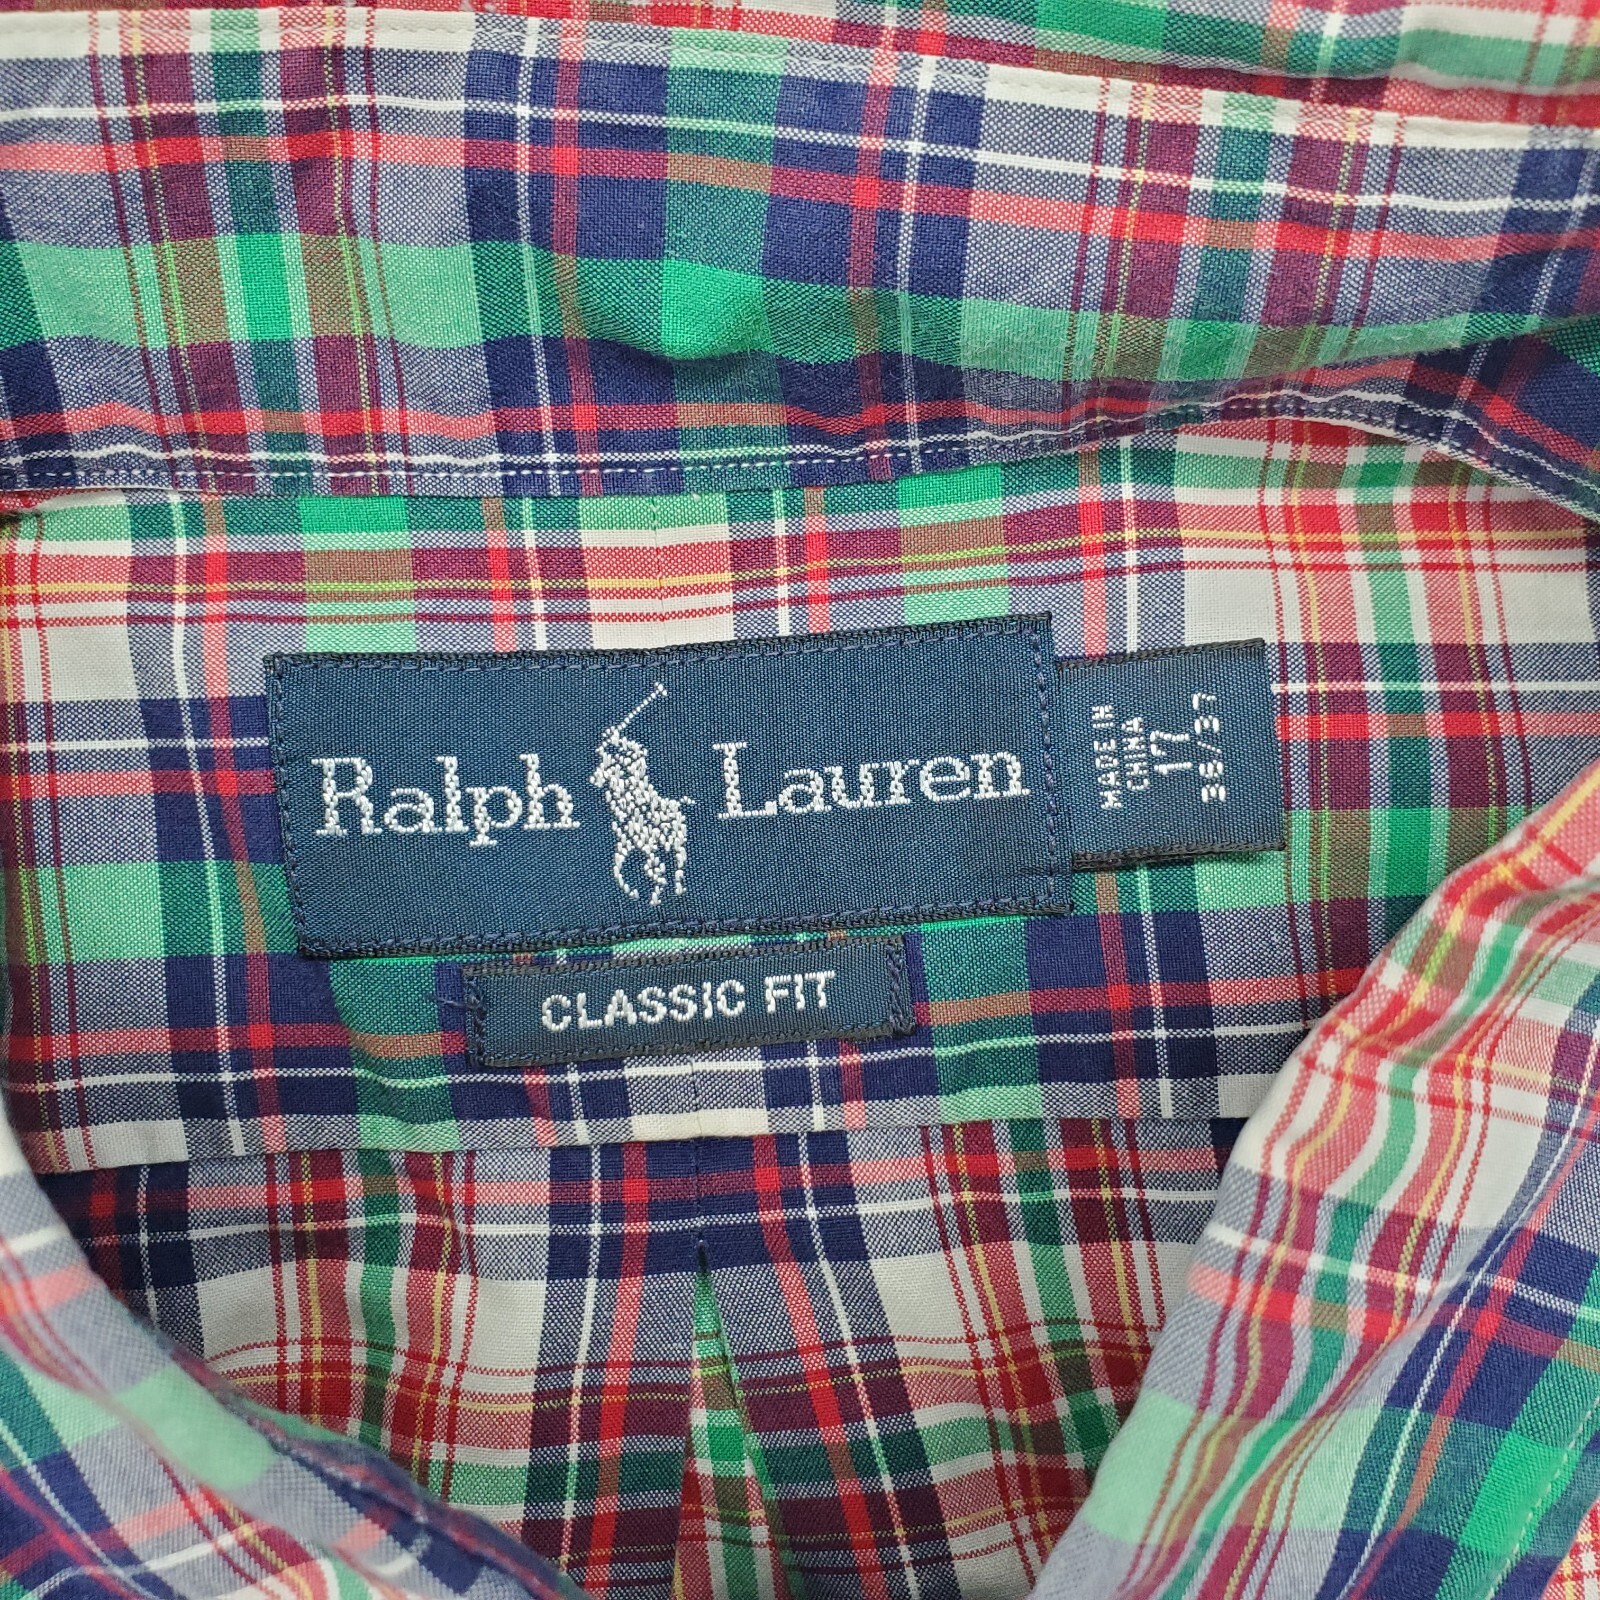 Ralph Lauren
CLASSIC FIT
MADE IN
CHINA
17
36/37